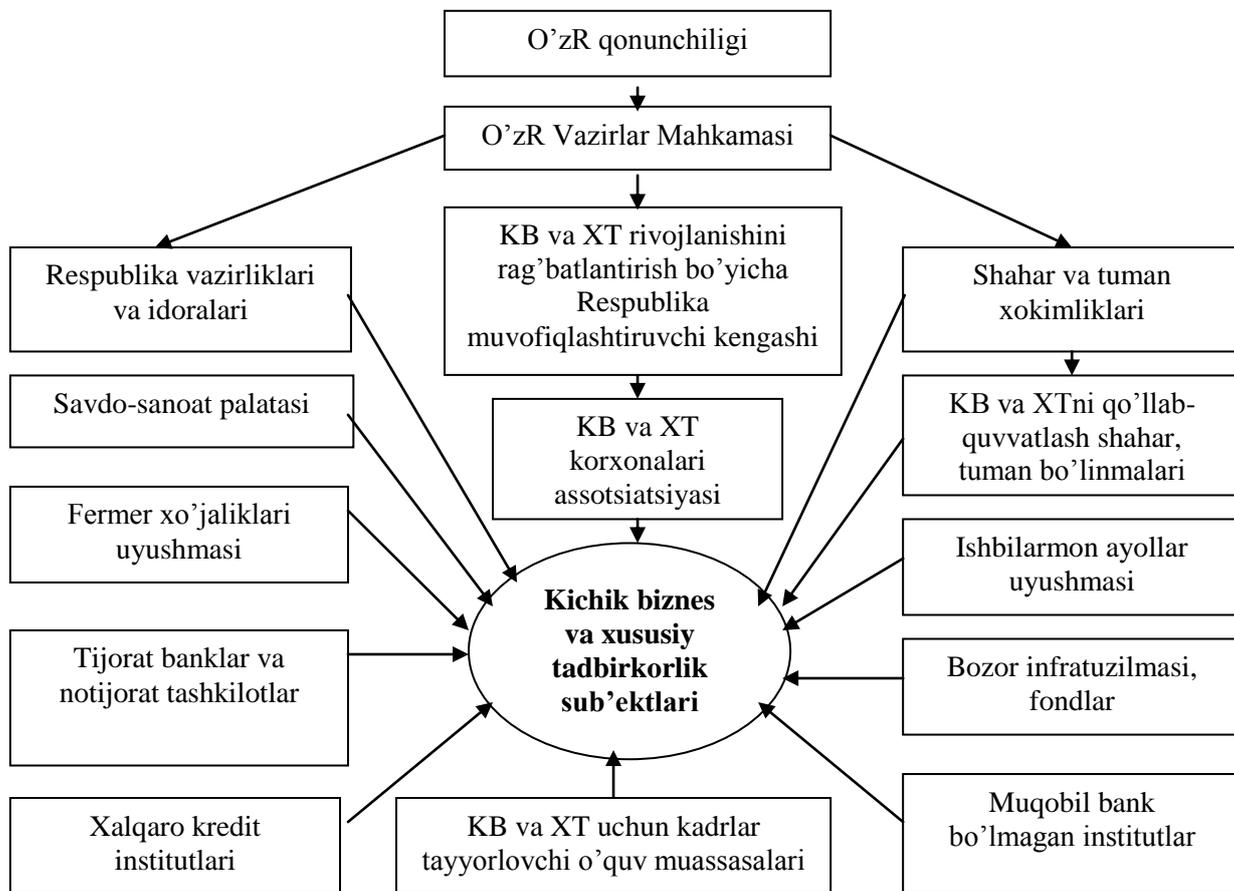 O’zR qonunchiligi
O’zR Vazirlar Mahkamasi
Respublika vazirliklari
va idoralari
KB va XT rivojlanishini
rag’batlantirish bo’yicha
Respublika
muvofiqlashtiruvchi kengashi
Shahar va tuman
xokimliklari
Savdo-sanoat palatasi
KB va XT
korxonalari
assotsiatsiyasi
KB va XTni qo’llab-
quvvatlash shahar,
tuman bo’linmalari
Fermer xo’jaliklari
uyushmasi
Ishbilarmon ayollar
uyushmasi
Kichik biznes
va xususiy
tadbirkorlik
sub’ektlari
Tijorat banklar va
notijorat tashkilotlar
Bozor infratuzilmasi,
fondlar
Xalqaro kredit
institutlari
KB va XT uchun kadrlar
tayyorlovchi o’quv muassasalari
Muqobil bank
bo’lmagan institutlar